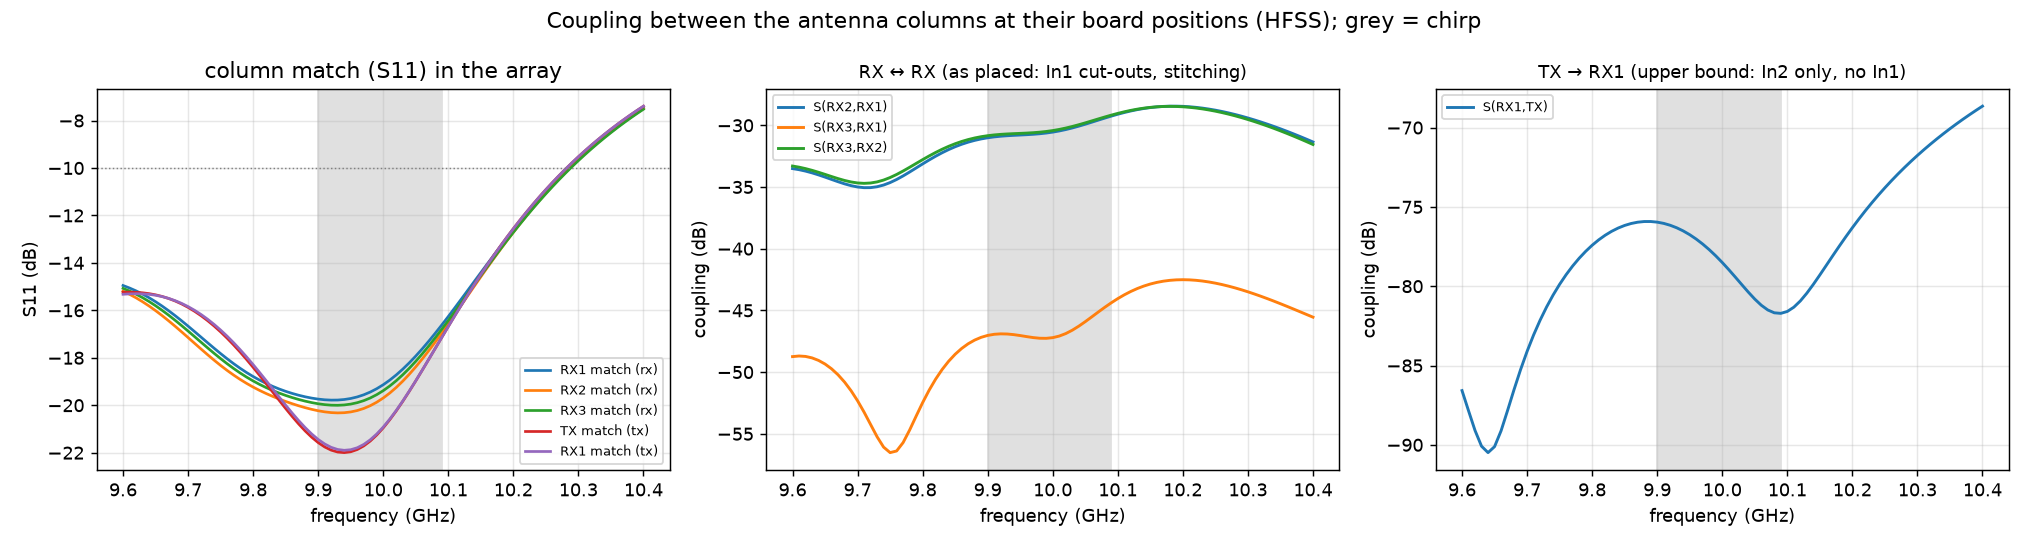 Coupling between the antenna columns at their board positions (HFSS); grey = chirp
column match (S11) in the array
S11 (dB)
−8
−10
−12
−14
−16
−18
−20
−22
9.6 9.7 9.8 9.9 10.0 10.1 10.2 10.3 10.4
frequency (GHz)
RX1 match (rx)
RX2 match (rx)
RX3 match (rx)
TX match (tx)
RX1 match (tx)
RX ↔ RX (as placed: In1 cut-outs, stitching)
coupling (dB)
−30
−35
−40
−45
−50
−55
9.6 9.7 9.8 9.9 10.0 10.1 10.2 10.3 10.4
frequency (GHz)
S(RX2,RX1)
S(RX3,RX1)
S(RX3,RX2)
TX → RX1 (upper bound: In2 only, no In1)
coupling (dB)
−70
−75
−80
−85
−90
9.6 9.7 9.8 9.9 10.0 10.1 10.2 10.3 10.4
frequency (GHz)
S(RX1,TX)